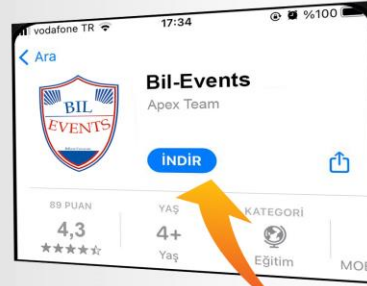 vodafone TR 17:34 %100
Ara
Bil-Events
Apex Team
BIL
EVENTS
İNDİR
89 PUAN YAŞ KATEGORİ
4,3 4+
Yaş Eğitim MOB